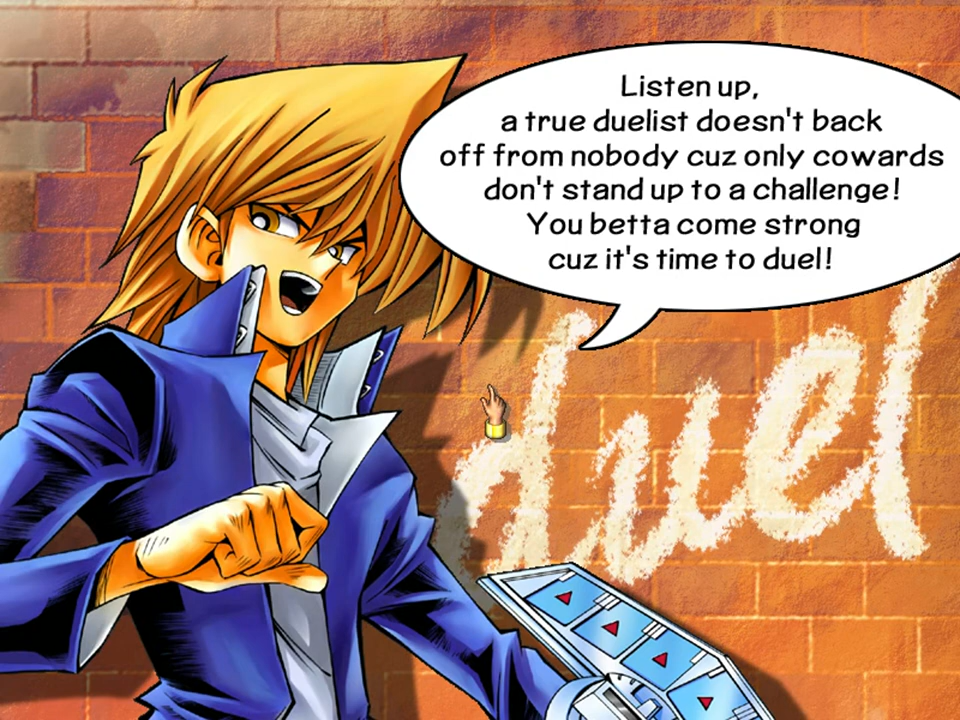 Listen up,
a true duelist doesn't back
off from nobody cuz only cowards
don't stand up to a challenge!
You betta come strong
cuz it's time to duel!
duel